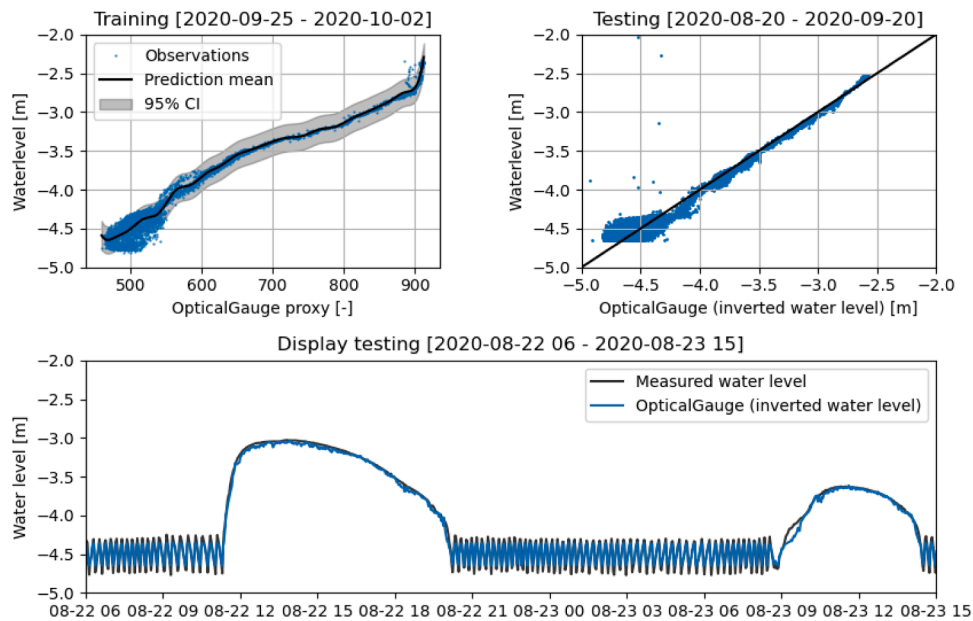 Training [2020-09-25 - 2020-10-02]
−2.0
−2.5
−3.0
−3.5
−4.0
−4.5
−5.0
Waterlevel [m]
Observations
Prediction mean
95% CI
500
600
700
800
900
OpticalGauge proxy [-]
Testing [2020-08-20 - 2020-09-20]
−2.0
−2.5
−3.0
−3.5
−4.0
−4.5
−5.0
Waterlevel [m]
−5.0
−4.5
−4.0
−3.5
−3.0
−2.5
−2.0
OpticalGauge (inverted water level) [m]
Display testing [2020-08-22 06 - 2020-08-23 15]
−2.0
−2.5
−3.0
−3.5
−4.0
−4.5
−5.0
Water level [m]
Measured water level
OpticalGauge (inverted water level)
08-22 06 08-22 09 08-22 12 08-22 15 08-22 18 08-22 21 08-23 00 08-23 03 08-23 06 08-23 09 08-23 12 08-23 15